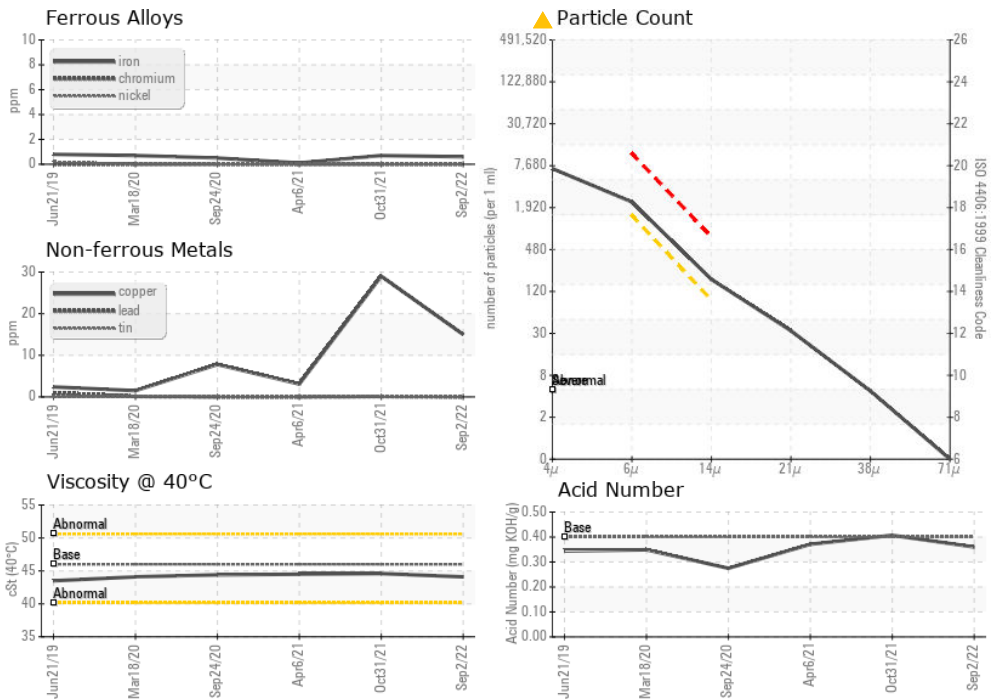 Ferrous Alloys
10
8
6
4
2
0
ppm
iron
chromium
nickel
Jun21/19
Mar18/20
Sep24/20
Apr6/21
Oct31/21
Sep2/22
Non-ferrous Metals
30
20
10
0
ppm
copper
lead
tin
Jun21/19
Mar18/20
Sep24/20
Apr6/21
Oct31/21
Sep2/22
Viscosity @ 40°C
55
50
45
40
35
cSt (40°C)
Abnormal
Base
Abnormal
Jun21/19
Mar18/20
Sep24/20
Apr6/21
Oct31/21
Sep2/22
Particle Count
491,520
122,880
30,720
7,680
1,920
480
120
30
8
2
0
number of particles (per 1 ml)
26
24
22
20
18
16
14
12
10
8
6
ISO 4406:1999 Cleanliness Code
4µ
6µ
14µ
21µ
38µ
71µ
Acid Number
0.50
0.40
0.30
0.20
0.10
0.00
Acid Number (mg KOH/g)
Base
Jun21/19
Mar18/20
Sep24/20
Apr6/21
Oct31/21
Sep2/22